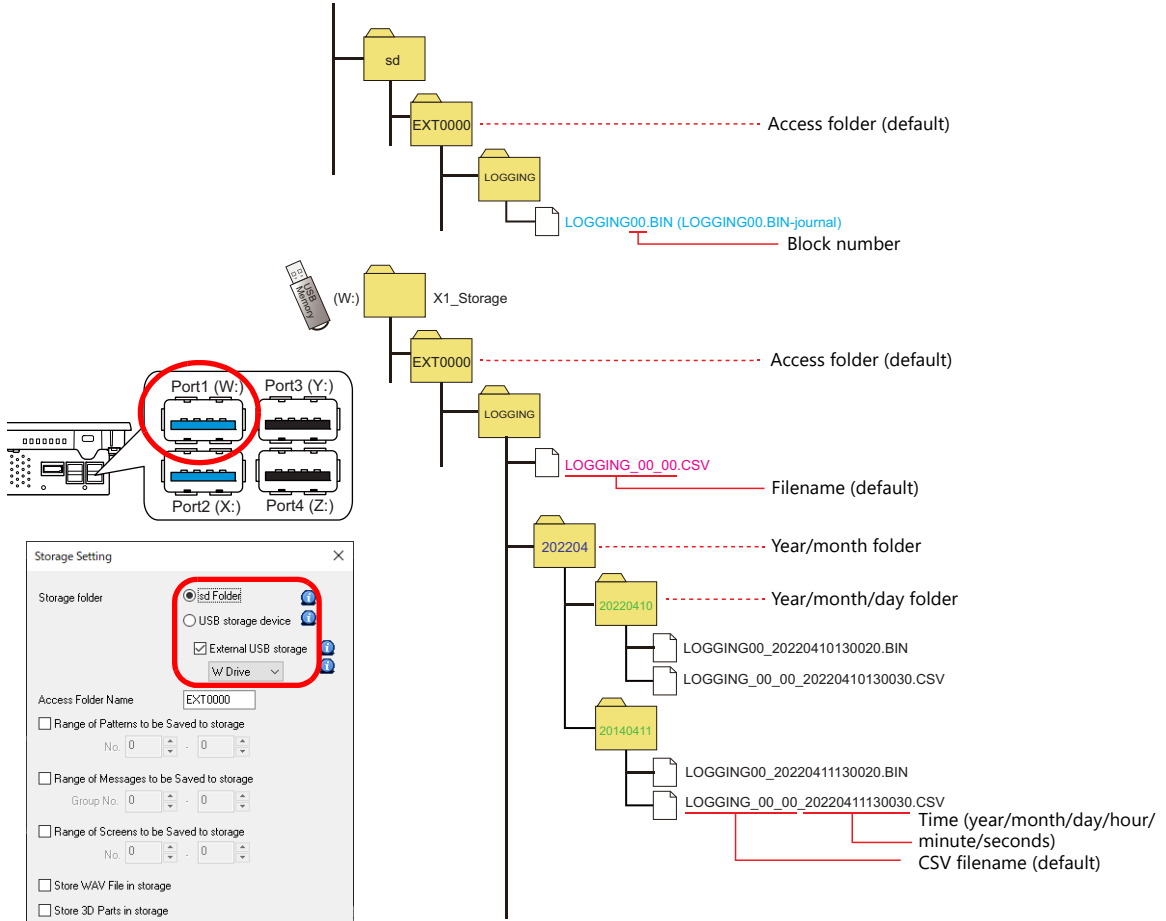 sd
EXT0000
Access folder (default)
LOGGING
LOGGING00.BIN (LOGGING00.BIN-journal)
Block number
USB
Memory
(W:)
X1_Storage
EXT0000
Access folder (default)
LOGGING
LOGGING_00_00.CSV
Filename (default)
202204
Year/month folder
20220410
Year/month/day folder
LOGGING00_20220410130020.BIN
LOGGING_00_00_20220410130030.CSV
20140411
LOGGING00_20220411130020.BIN
LOGGING_00_00_20220411130030.CSV
Time (year/month/day/hour/
minute/seconds)
CSV filename (default)
Port1 (W:)
Port3 (Y:)
Port2 (X:)
Port4 (Z:)
Storage Setting
Storage folder
sd Folder
USB storage device
External USB storage
W Drive
Access Folder Name
EXT0000
Range of Patterns to be Saved to storage
No. 0 - 0
Range of Messages to be Saved to storage
Group No. 0 - 0
Range of Screens to be Saved to storage
No. 0 - 0
Store WAV File in storage
Store 3D Parts in storage